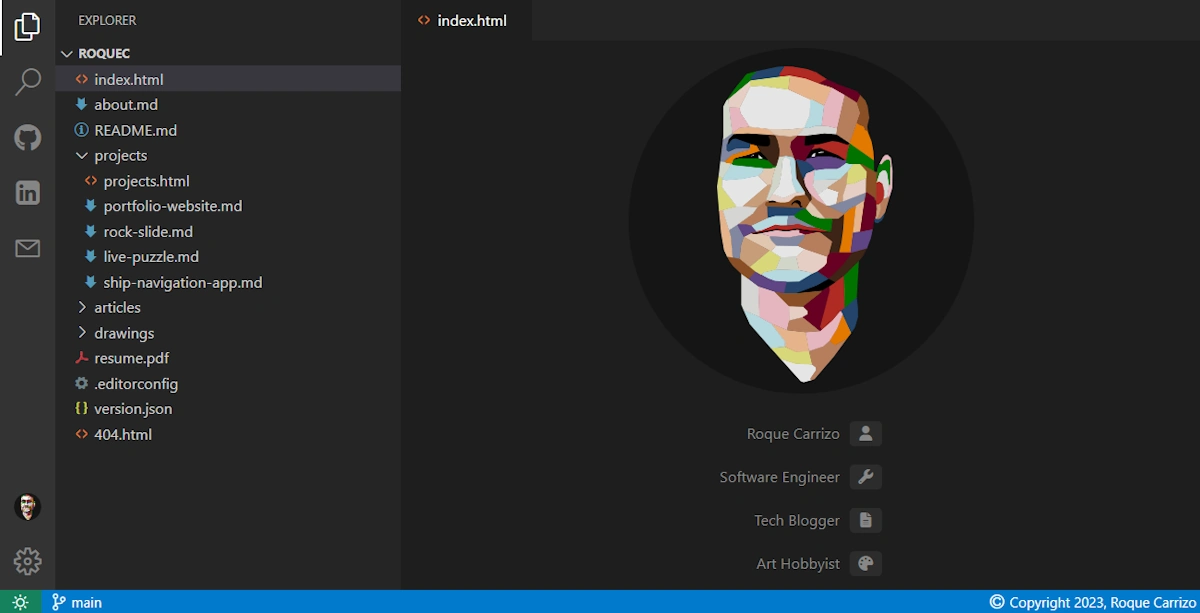 EXPLORER
ROQUEC
index.html
about.md
README.md
projects
projects.html
portfolio-website.md
rock-slide.md
live-puzzle.md
ship-navigation-app.md
articles
drawings
resume.pdf
.editorconfig
version.json
404.html
index.html
Roque Carrizo
Software Engineer
Tech Blogger
Art Hobbyist
main
© Copyright 2023, Roque Carrizo